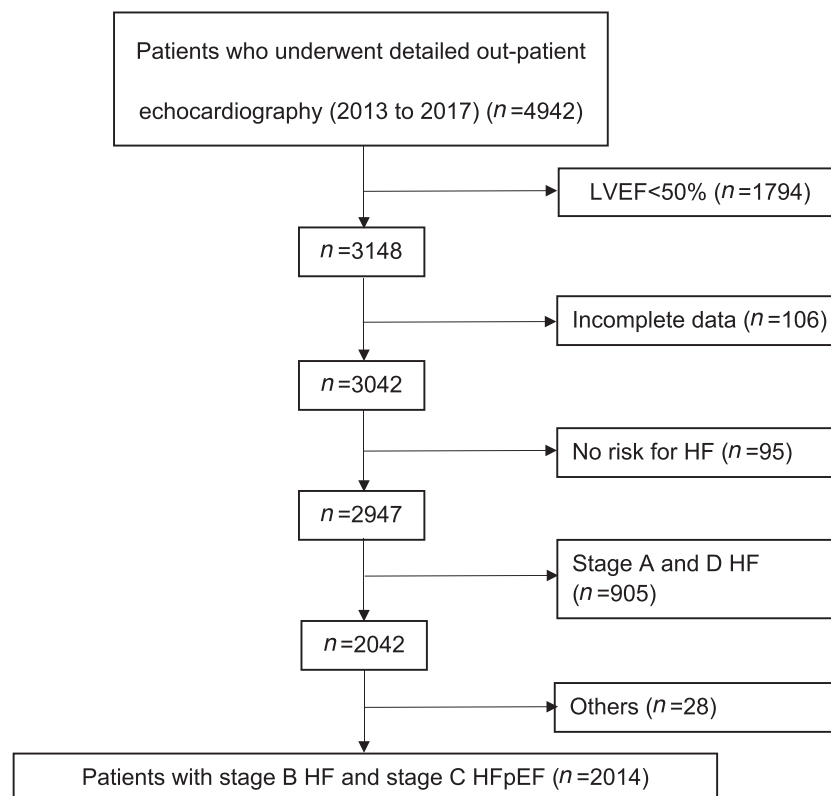 Patients who underwent detailed out-patient
echocardiography (2013 to 2017) (n=4942)
LVEF<50% (n=1794)
n=3148
Incomplete data (n=106)
n=3042
No risk for HF (n=95)
n=2947
Stage A and D HF
(n=905)
n=2042
Others (n=28)
Patients with stage B HF and stage C HFpEF (n=2014)